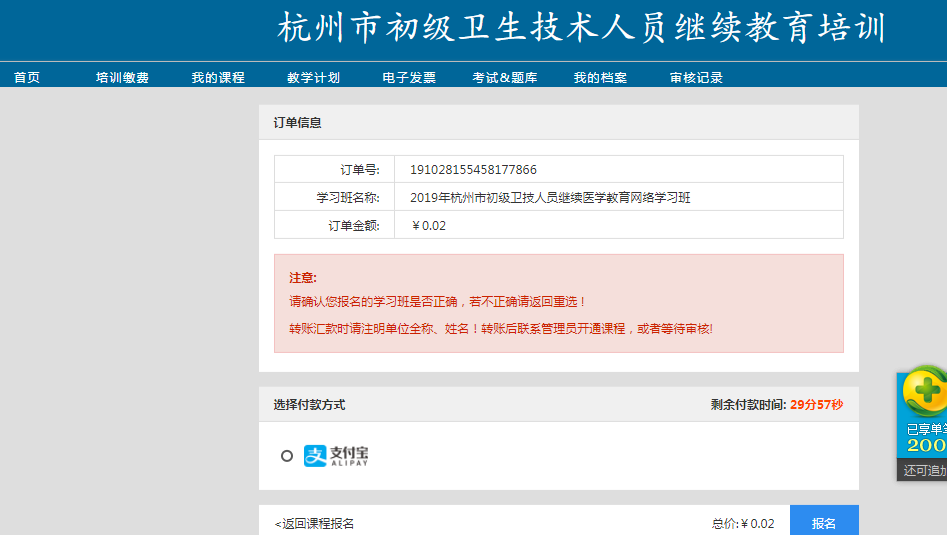 杭州市初级卫生技术人员继续教育培训
首页 培训缴费 我的课程 教学计划 电子发票 考试&题库 我的档案 审核记录
订单信息
订单号: 191028155458177866
学习班名称: 2019年杭州市初级卫技人员继续医学教育网络学习班
订单金额: ￥0.02
注意:
请确认您报名的学习班是否正确，若不正确请返回重选！
转账汇款时请注明单位全称、姓名！转账后联系管理员开通课程，或者等待审核!
选择付款方式 剩余付款时间: 29分57秒
支付宝
ALIPAY
已享单
200
还可追加
<返回课程报名 总价:￥0.02 报名